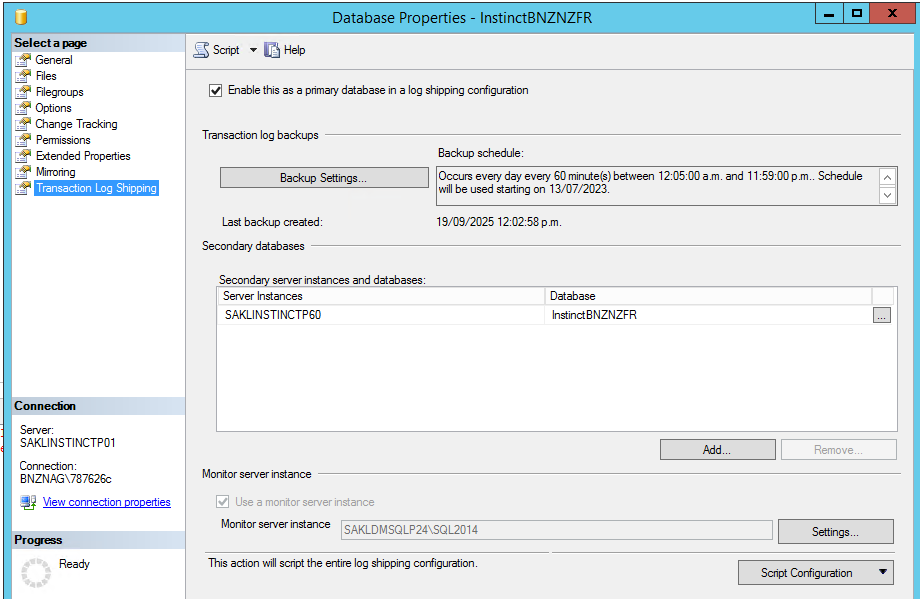 Database Properties - InstinctBNZNZFR
Select a page
General
Files
Filegroups
Options
Change Tracking
Permissions
Extended Properties
Mirroring
Transaction Log Shipping
Script
Help
Enable this as a primary database in a log shipping configuration
Transaction log backups
Backup schedule:
Backup Settings...
Occurs every day every 60 minute(s) between 12:05:00 a.m. and 11:59:00 p.m.. Schedule
will be used starting on 13/07/2023.
Last backup created:
19/09/2025 12:02:58 p.m.
Secondary databases
Secondary server instances and databases:
Server Instances
Database
SAKLINSTINCTP60
InstinctBNZNZFR
...
Add...
Remove...
Monitor server instance
Use a monitor server instance
Monitor server instance
SAKLDMSQLP24\SQL2014
Settings...
This action will script the entire log shipping configuration.
Script Configuration
Connection
Server:
SAKLINSTINCTP01
Connection:
BNZNAG\787626c
View connection properties
Progress
Ready